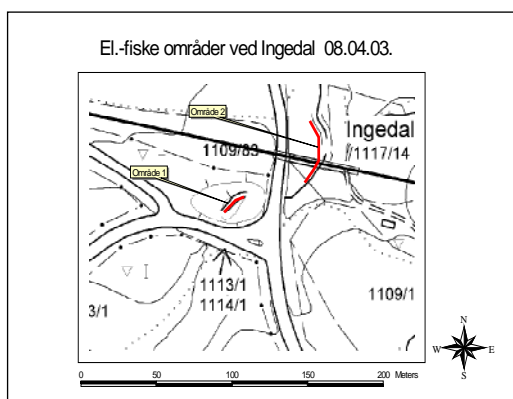 El.-fiske områder ved Ingedal 08.04.03.
Område 2
Ingedal
1109/83
1117/14
Område 1
1113/1
1114/1
3/1
1109/1
N
W E
S
0 50 100 150 200 Meters